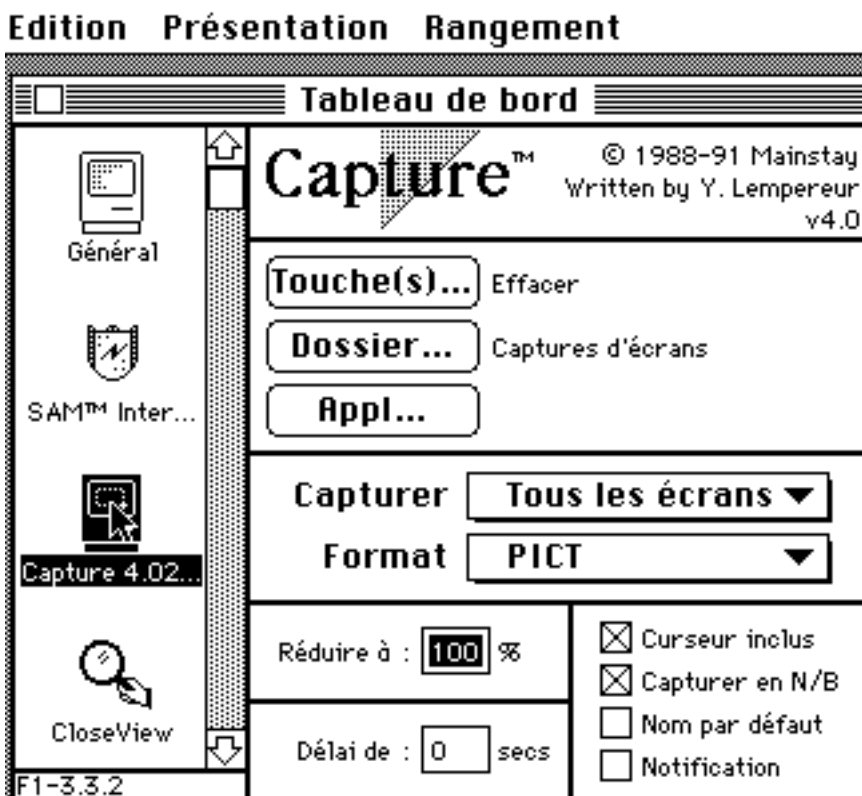 Edition Présentation Rangement
Tableau de bord
Général
SAM™ Inter...
Capture 4.02...
CloseView
F1-3.3.2
Capture™
© 1988-91 Mainstay
Written by Y. Lempereur
v4.0
Touche(s)... Effacer
Dossier... Captures d'écrans
Appl...
Capturer Tous les écrans
Format PICT
Réduire à : 100 %
Délai de : 0 secs
Curseur inclus
Capturer en N/B
Nom par défaut
Notification